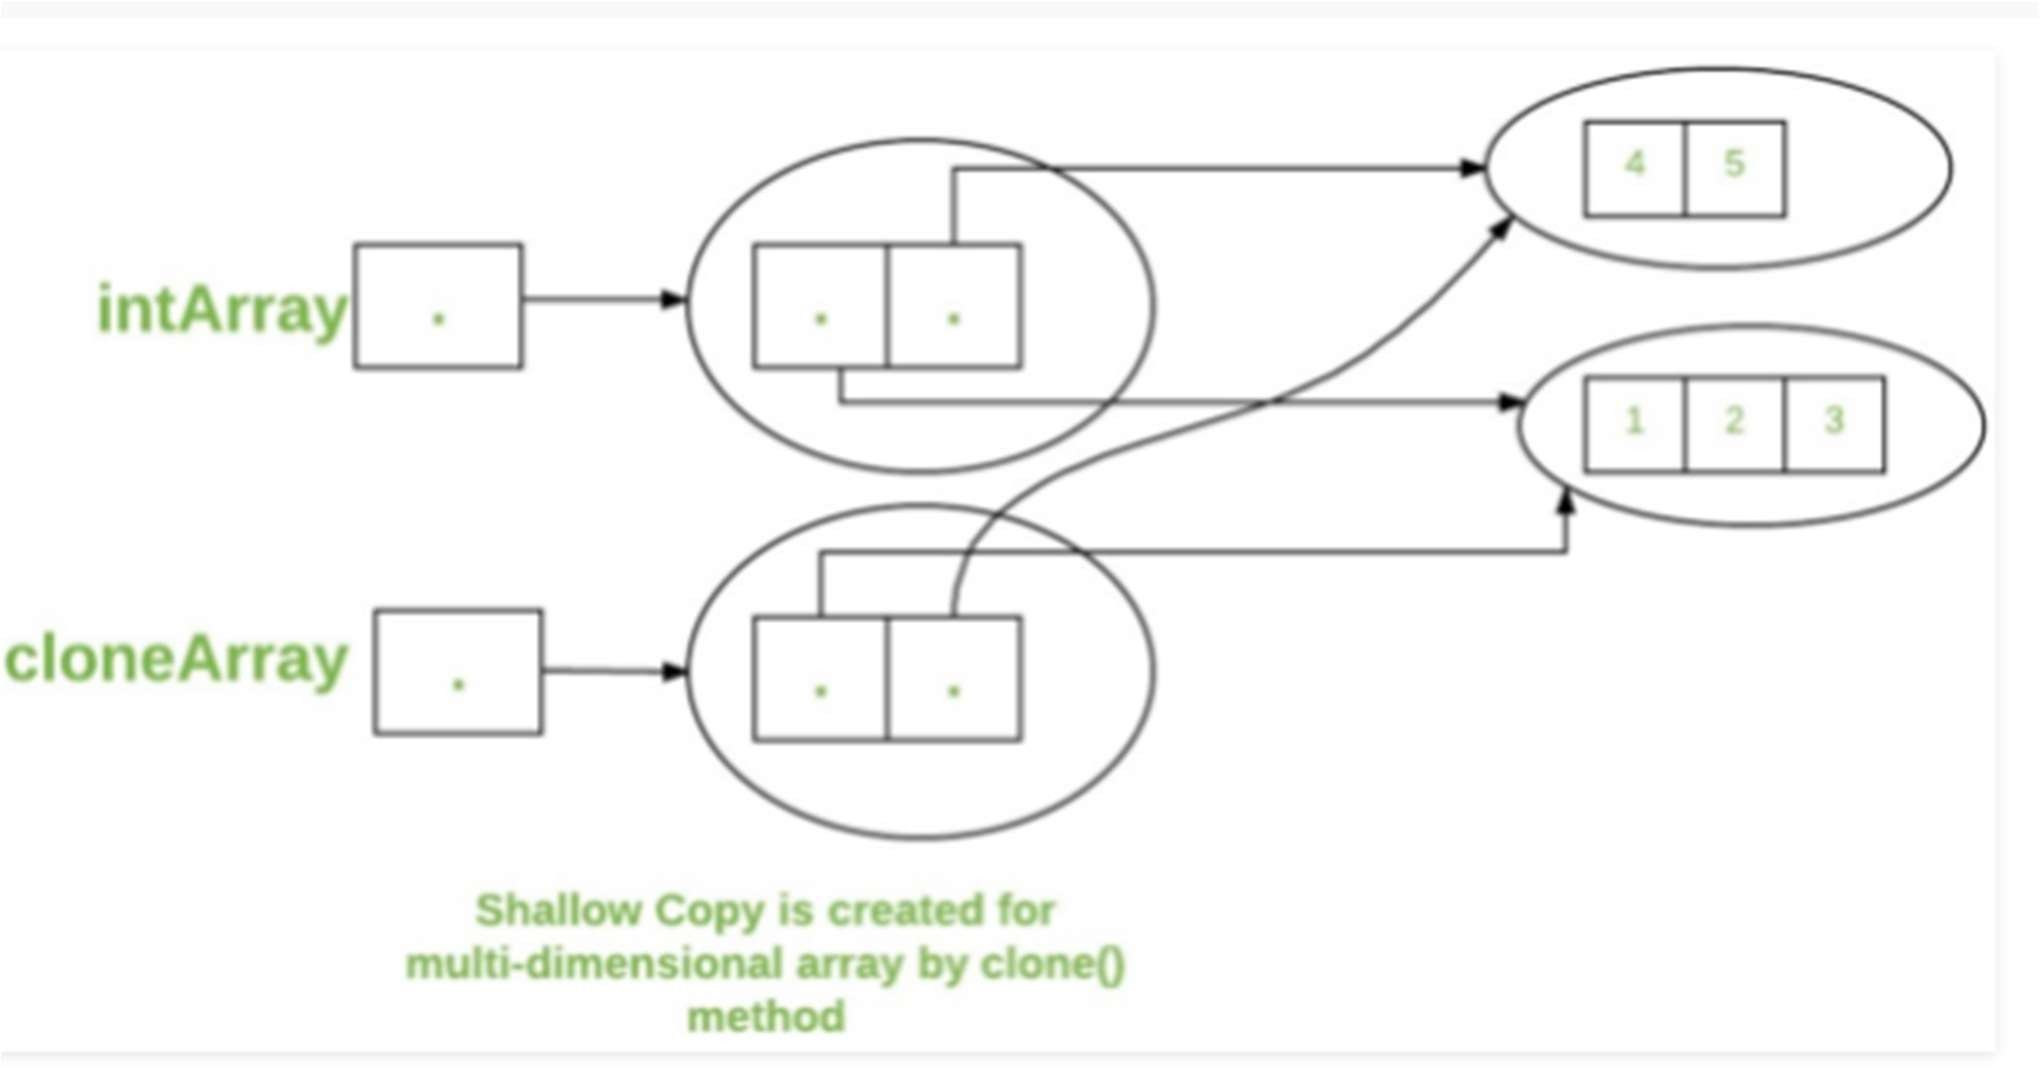 4 5
intArray
1 2 3
cloneArray
Shallow Copy is created for
multi-dimensional array by clone()
method